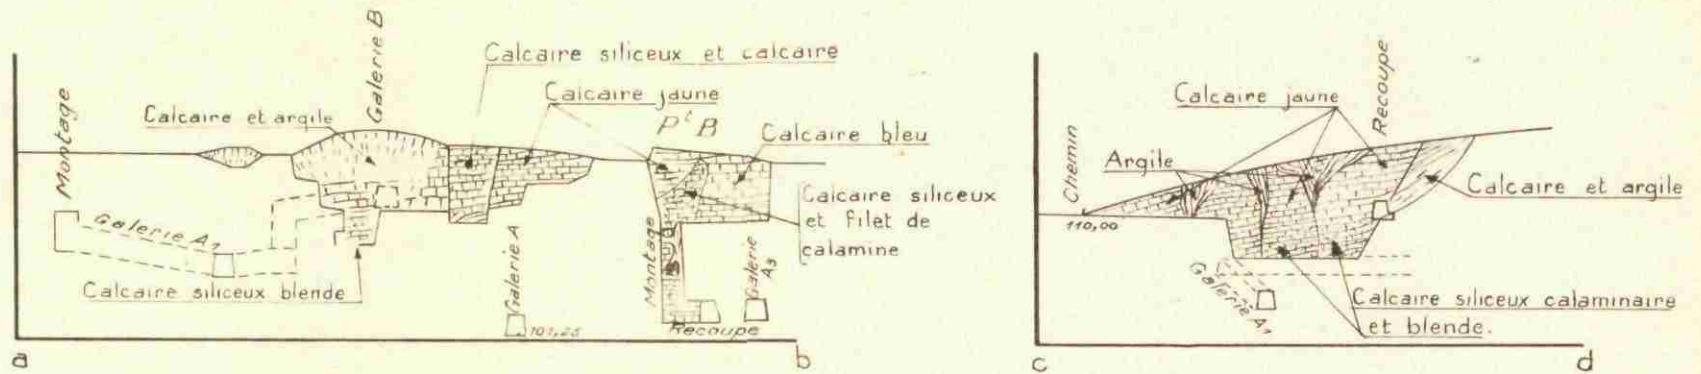 Montage
Galerie B
Calcaire siliceux et calcaire
Calcaire jaune
Calcaire et argile
Pt B
Calcaire bleu
Galerie A1
Calcaire siliceux
et filet de
calamine
Calcaire siliceux blende
Galerie A
101,25
Montage
Galerie
A3
Recoupe
a
b
Recoupe
Calcaire jaune
Chemin
Argile
Calcaire et argile
110,00
Galerie A1
Calcaire siliceux calaminaire
et blende.
c
d